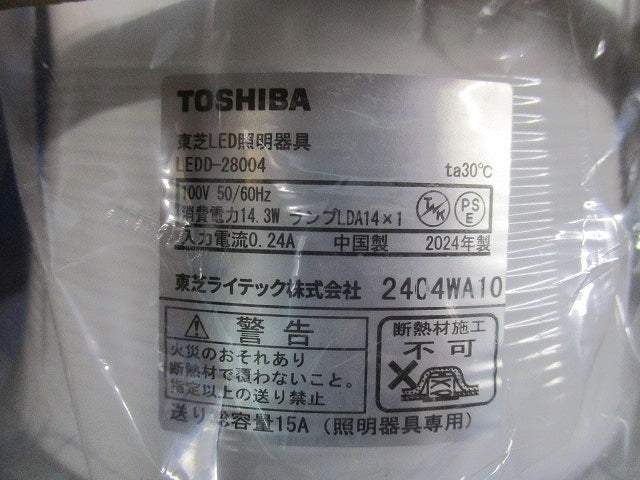 TOSHIBA
東芝LED照明器具
LEDD-28004
ta30℃
100V 50/60Hz
消費電力14.3W ランプLDA14×1
PS
E
入力電流0.24A 中国製 2024年製
東芝ライテック株式会社 2404WA10
警告
火災のおそれあり
断熱材で覆わないこと。
指定以上の送り禁止
断熱材施工
不可
送り総容量15A (照明器具専用)